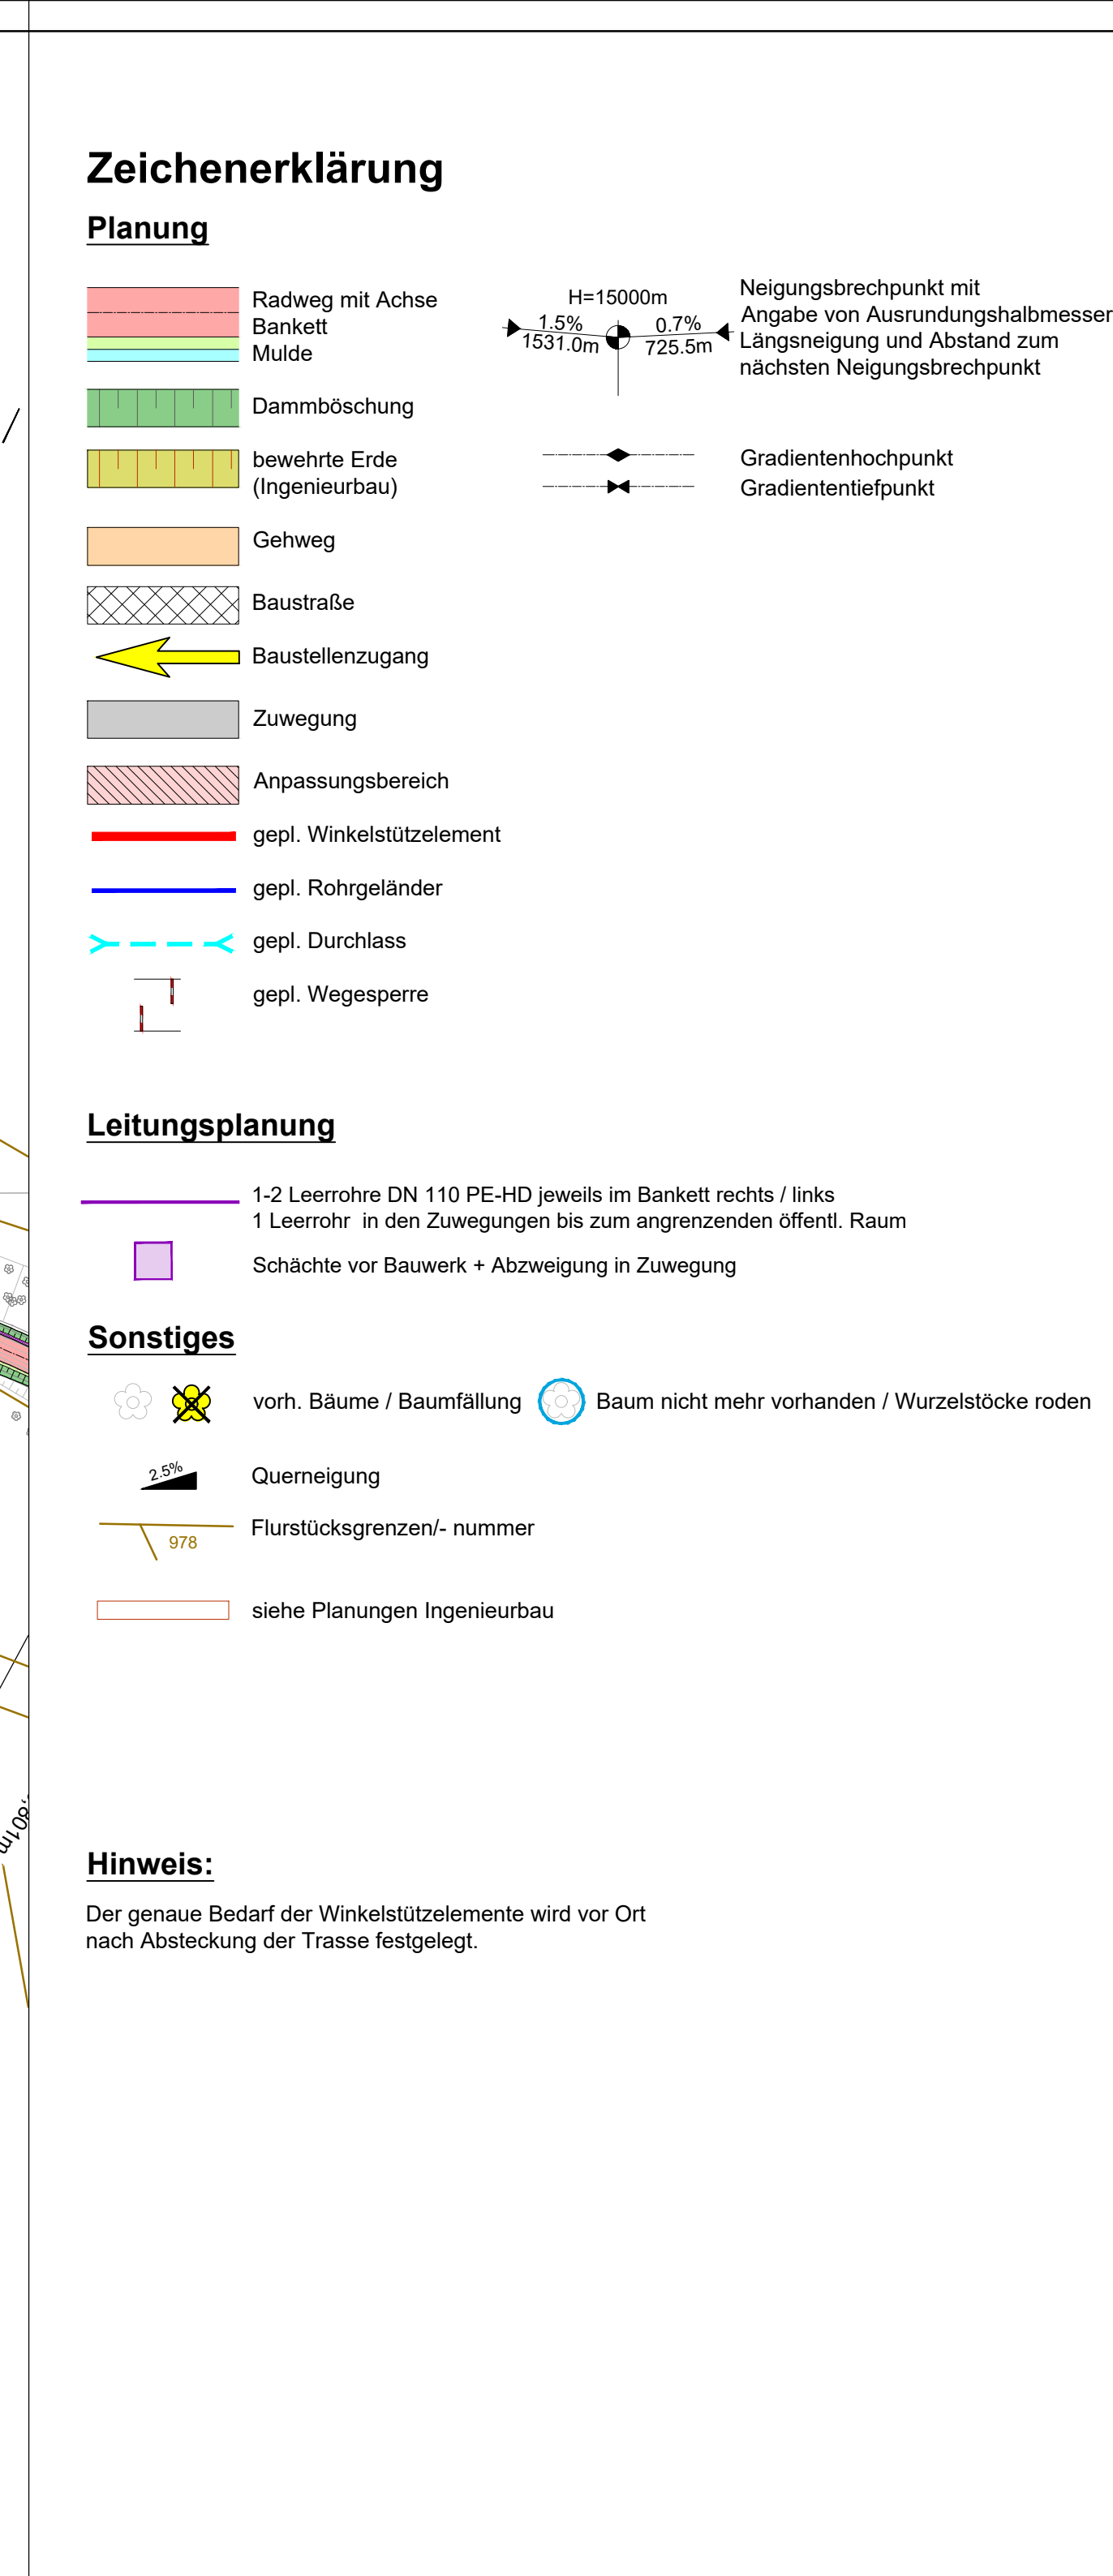 Zeichenerklärung
Planung
Radweg mit Achse
Bankett
Mulde
H=15000m
1.5%
0.7%
1531.0m
725.5m
Neigungsbrechpunkt mit
Angabe von Ausrundungshalbmesser
Längsneigung und Abstand zum
nächsten Neigungsbrechpunkt
Dammböschung
bewehrte Erde
(Ingenieurbau)
Gradientenhochpunkt
Gradiententiefpunkt
Gehweg
Baustraße
Baustellenzugang
Zuwegung
Anpassungsbereich
gepl. Winkelstützelement
gepl. Rohrgeländer
gepl. Durchlass
gepl. Wegesperre
Leitungsplanung
1-2 Leerrohre DN 110 PE-HD jeweils im Bankett rechts / links
1 Leerrohr in den Zuwegungen bis zum angrenzenden öffentl. Raum
Schächte vor Bauwerk + Abzweigung in Zuwegung
Sonstiges
vorh. Bäume / Baumfällung
Baum nicht mehr vorhanden / Wurzelstöcke roden
2.5%
Querneigung
Flurstücksgrenzen/- nummer
978
siehe Planungen Ingenieurbau
,801m
Hinweis:
Der genaue Bedarf der Winkelstützelemente wird vor Ort
nach Absteckung der Trasse festgelegt.